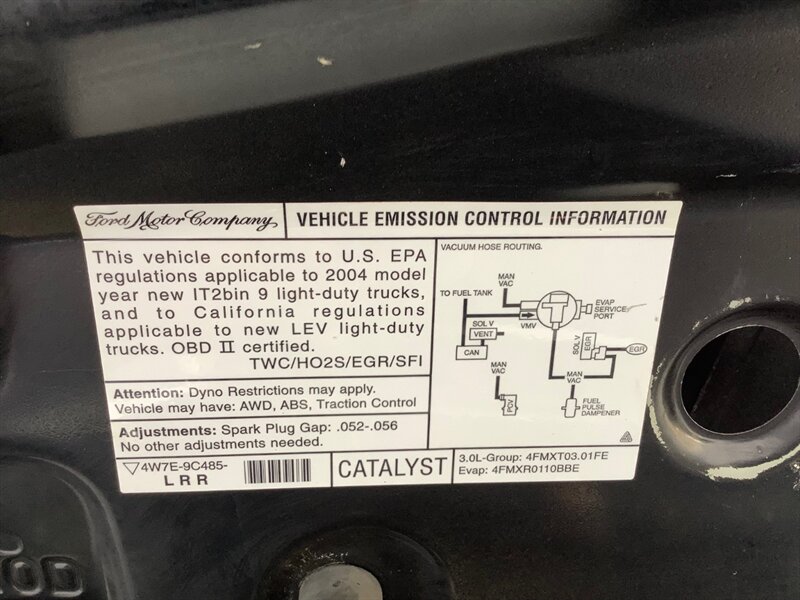 Ford Motor Company,
VEHICLE EMISSION CONTROL INFORMATION
This vehicle conforms to U.S. EPA
regulations applicable to 2004 model
year new IT2bin 9 light-duty trucks,
and to California regulations
applicable to new LEV light-duty
trucks. OBD II certified.
TWC/HO2S/EGR/SFI
Attention: Dyno Restrictions may apply.
Vehicle may have: AWD, ABS, Traction Control
Adjustments: Spark Plug Gap: .052-.056
No other adjustments needed.
4W7E-9C485-
LRR
CATALYST
3.0L-Group: 4FMXT03.01FE
Evap: 4FMXR0110BBE
VACUUM HOSE ROUTING.
MAN
VAC
TO FUEL TANK
EVAP
SERVICE
PORT
VMV
SOL V
VENT
CAN
SOL V
EBR
EGR
MAN
VAC
MAN
VAC
PCV
FUEL
PULSE
DAMPENER